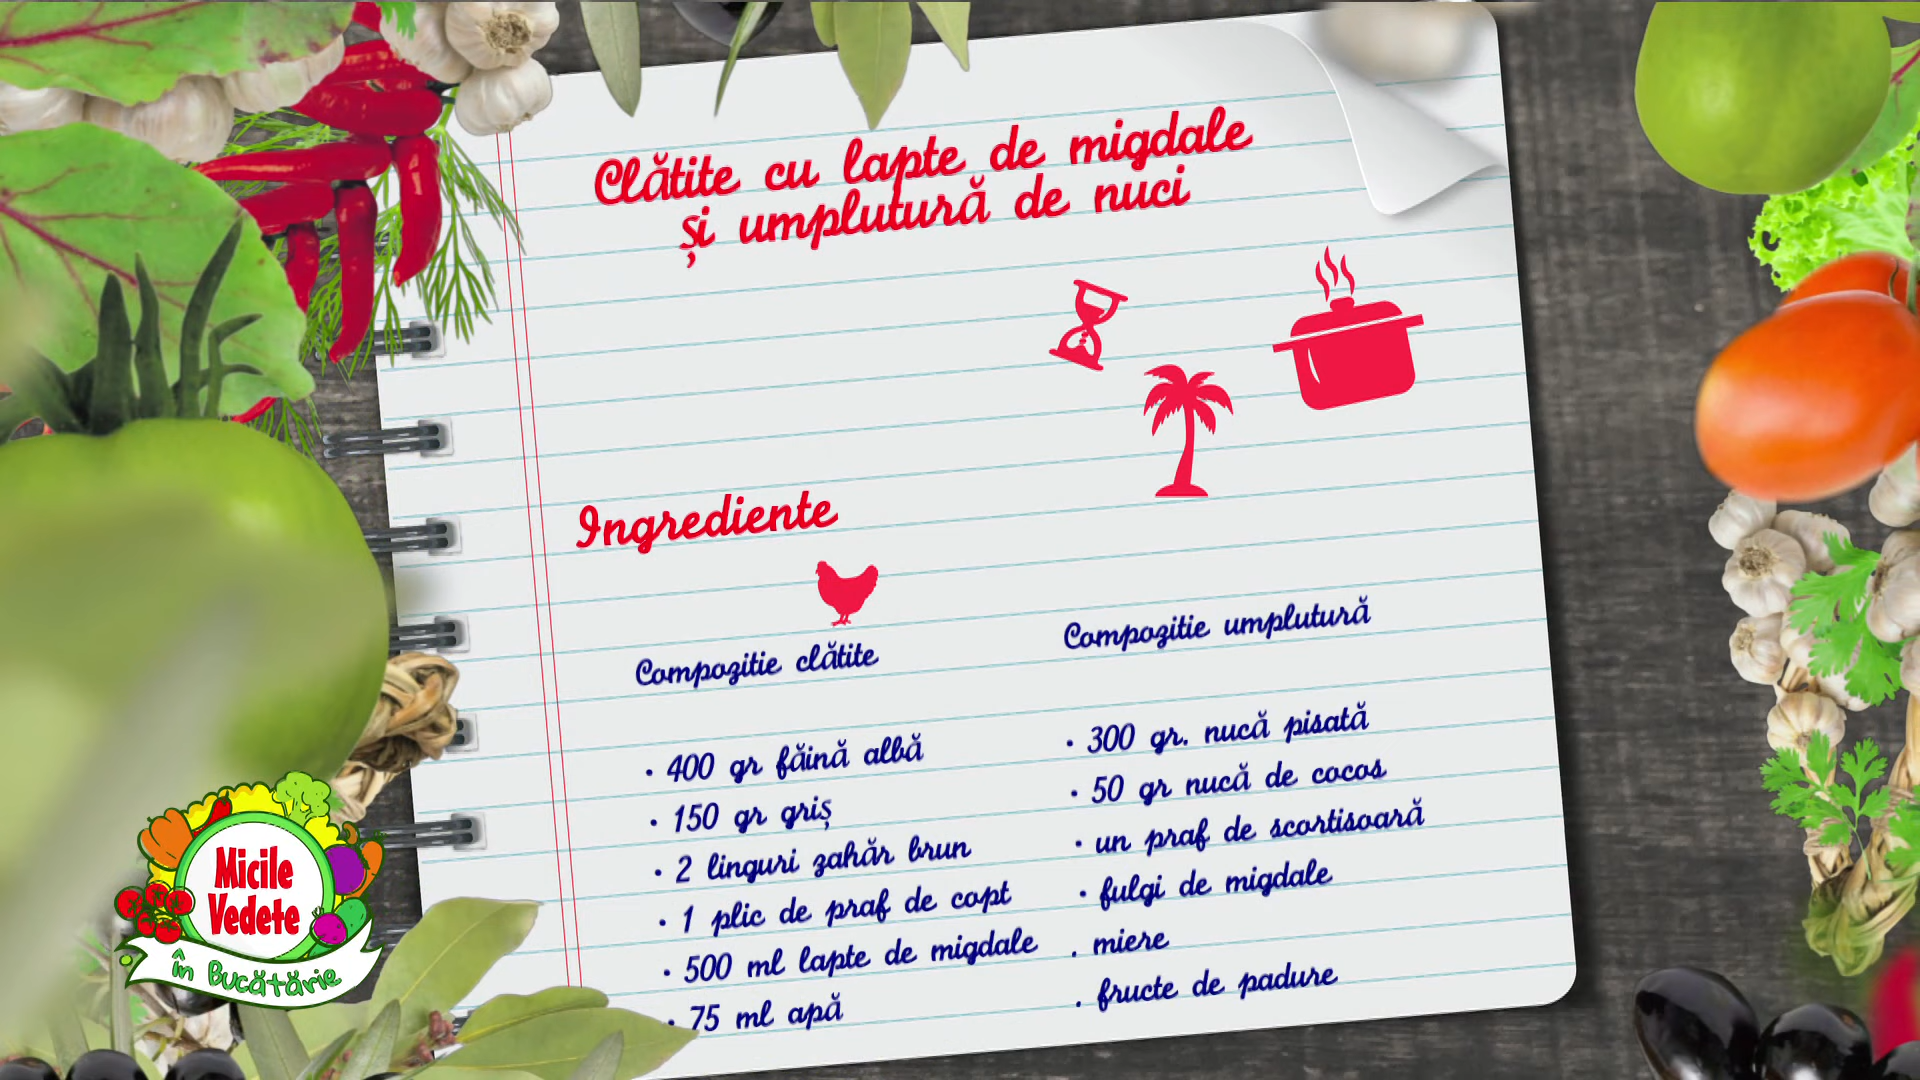 Clătite cu lapte de migdale
și umplutură de nuci
Ingrediente
Compozitie clătite
• 400 gr făină albă
• 150 gr griș
• 2 linguri zahăr brun
• 1 plic de praf de copt
• 500 ml lapte de migdale
• 75 ml apă
Compozitie umplutură
• 300 gr. nucă pisată
• 50 gr nucă de cocos
• un praf de scortisoară
• fulgi de migdale
. miere
. fructe de padure
Micile
Vedete
în Bucătărie